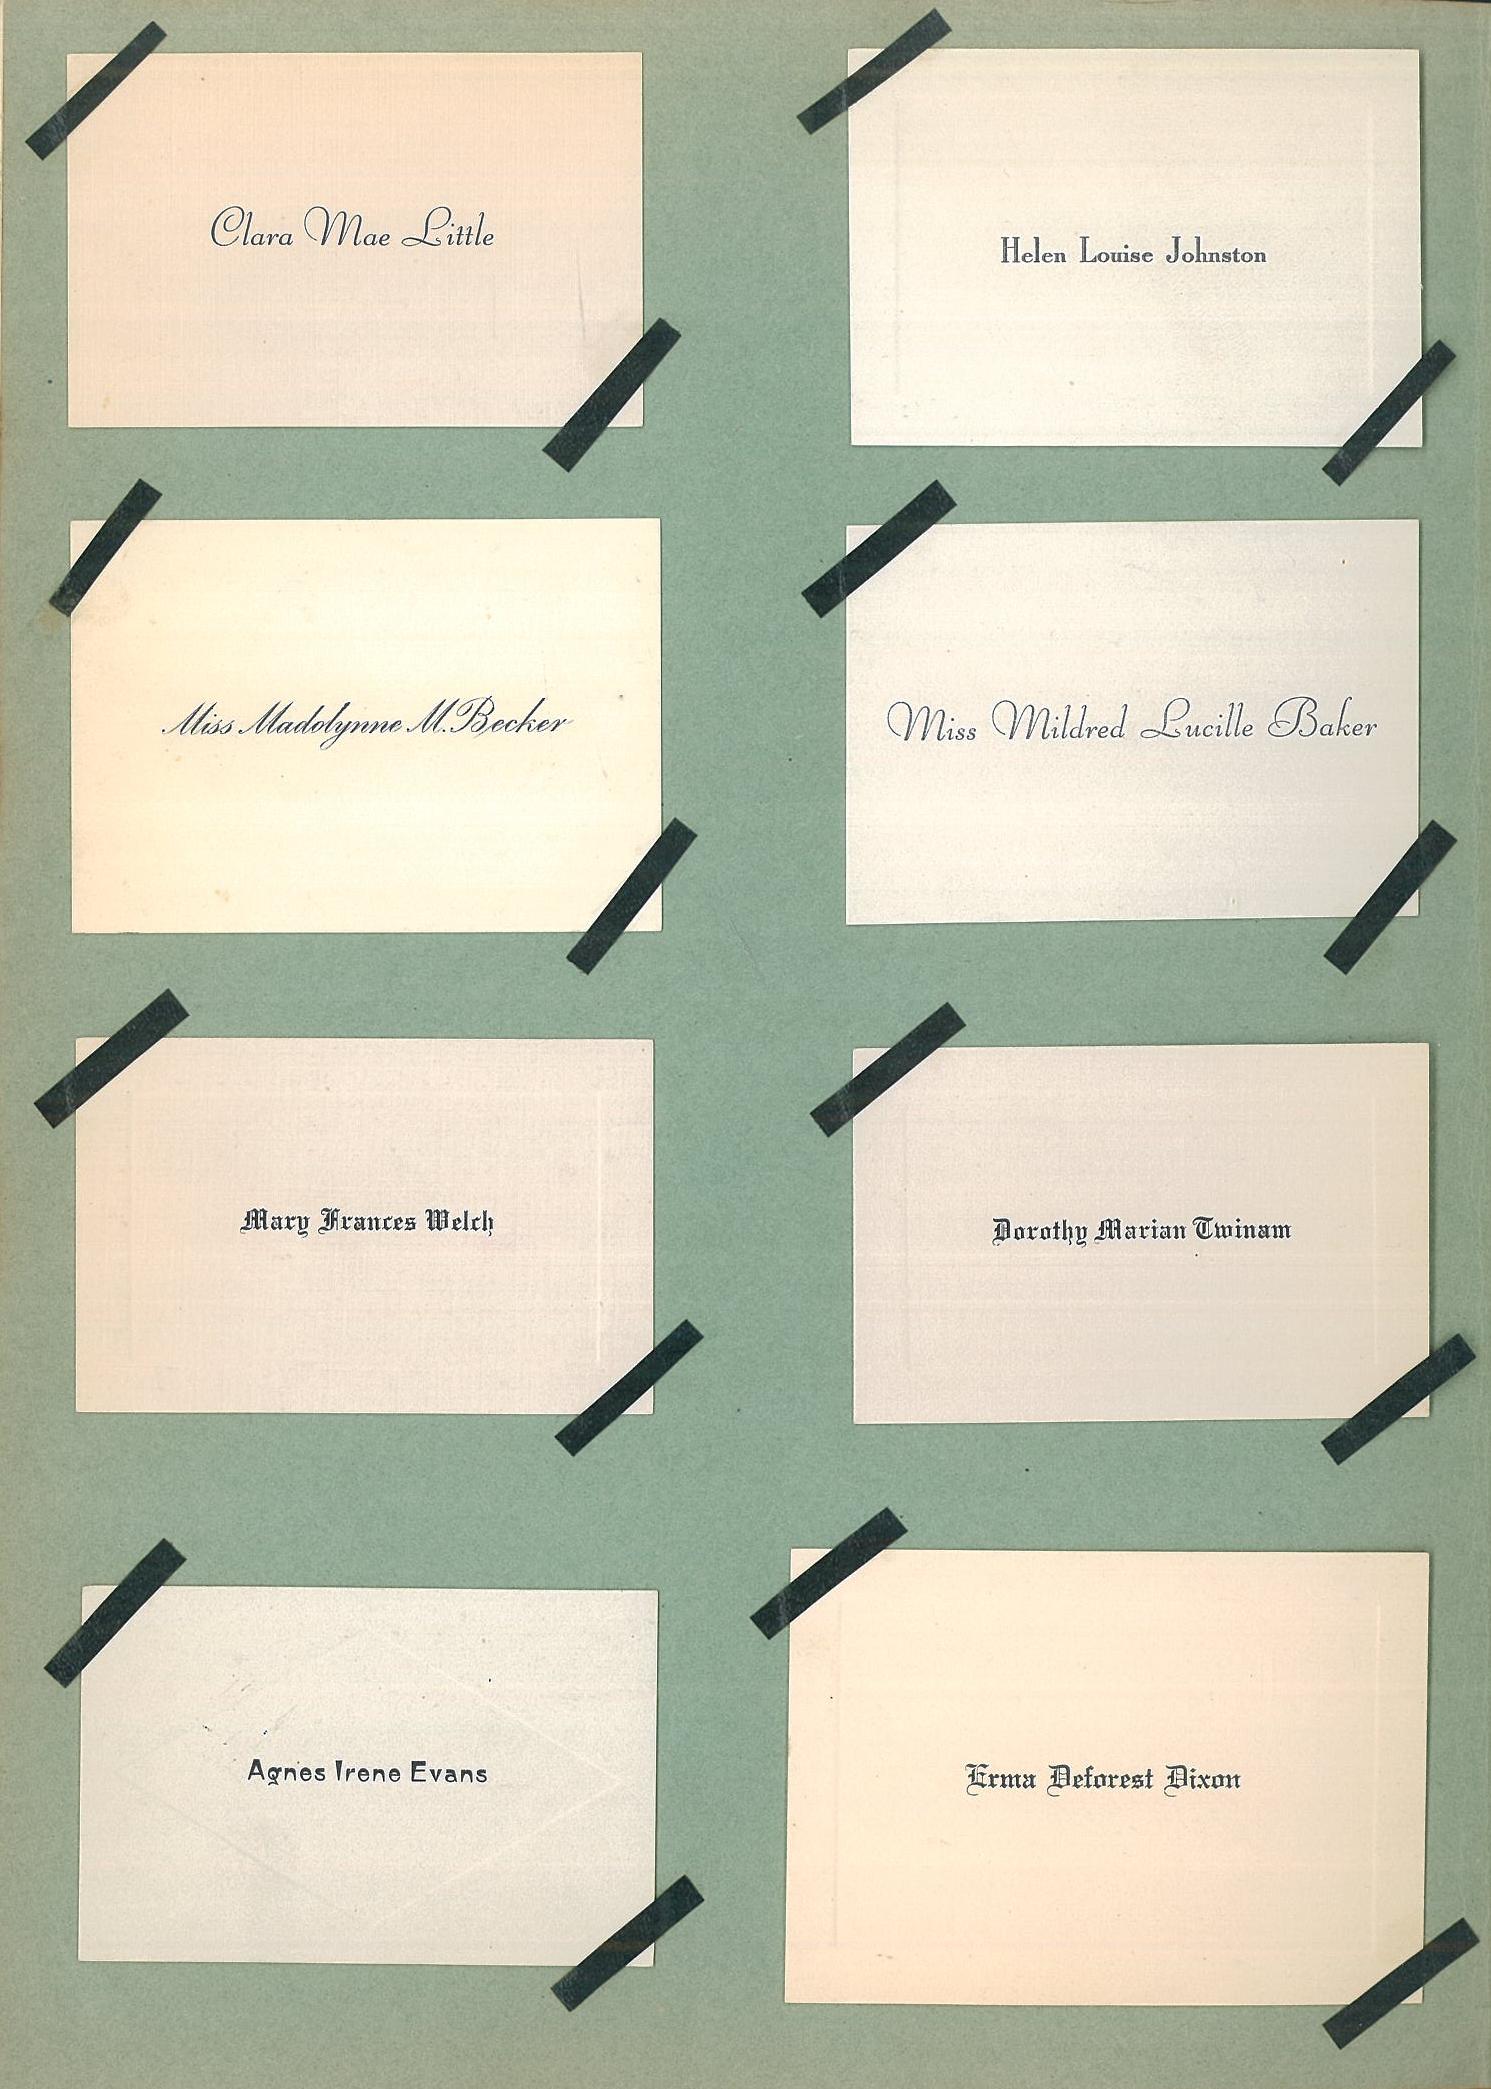 Clara Mae Little
Helen Louise Johnston
Miss Madolynne M. Becker
Miss Mildred Lucille Baker
Mary Frances Welch
Dorothy Marian Twinam
Agnes Irene Evans
Erma Deforest Dixon